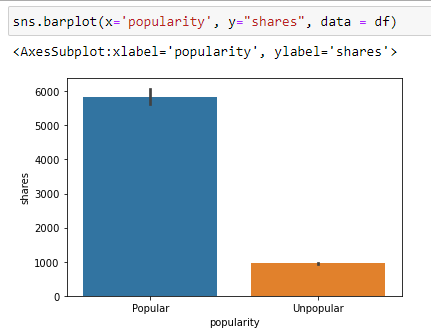 sns.barplot(x='popularity', y="shares", data = df)
<AxesSubplot:xlabel='popularity', ylabel='shares'>
6000
5000
4000
3000
2000
1000
0
shares
Popular Unpopular
popularity